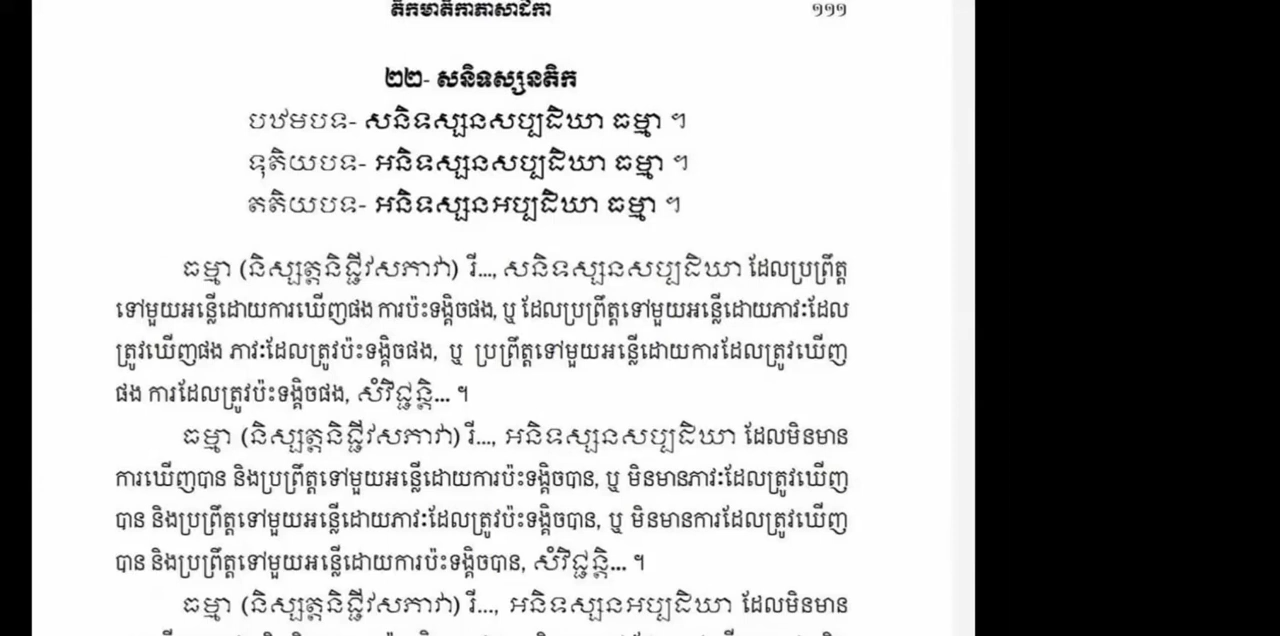 តិកមាតិកាភាសាដីកា ១១១
២២- សនិទស្សនតិក
បឋមបទ- សនិទស្សនសប្បដិឃា ធម្មា ។
ទុតិយបទ- អនិទស្សនសប្បដិឃា ធម្មា ។
តតិយបទ- អនិទស្សនអប្បដិឃា ធម្មា ។
ធម្មា (និស្សត្តនិជ្ជីវសភាវា) រី..., សនិទស្សនសប្បដិឃា ដែលប្រព្រឹត្ត
ទៅមួយអន្លើដោយការឃើញផង ការប៉ះទង្គិចផង, ឬ ដែលប្រព្រឹត្តទៅមួយអន្លើដោយភាវៈដែល
ត្រូវឃើញផង ភាវៈដែលត្រូវប៉ះទង្គិចផង, ឬ ប្រព្រឹត្តទៅមួយអន្លើដោយការដែលត្រូវឃើញ
ផង ការដែលត្រូវប៉ះទង្គិចផង, សំវិជ្ជន្តិ... ។
ធម្មា (និស្សត្តនិជ្ជីវសភាវា) រី..., អនិទស្សនសប្បដិឃា ដែលមិនមាន
ការឃើញបាន និងប្រព្រឹត្តទៅមួយអន្លើដោយការប៉ះទង្គិចបាន, ឬ មិនមានភាវៈដែលត្រូវឃើញ
បាន និងប្រព្រឹត្តទៅមួយអន្លើដោយភាវៈដែលត្រូវប៉ះទង្គិចបាន, ឬ មិនមានការដែលត្រូវឃើញ
បាន និងប្រព្រឹត្តទៅមួយអន្លើដោយការប៉ះទង្គិចបាន, សំវិជ្ជន្តិ... ។
ធម្មា (និស្សត្តនិជ្ជីវសភាវា) រី..., អនិទស្សនអប្បដិឃា ដែលមិនមាន